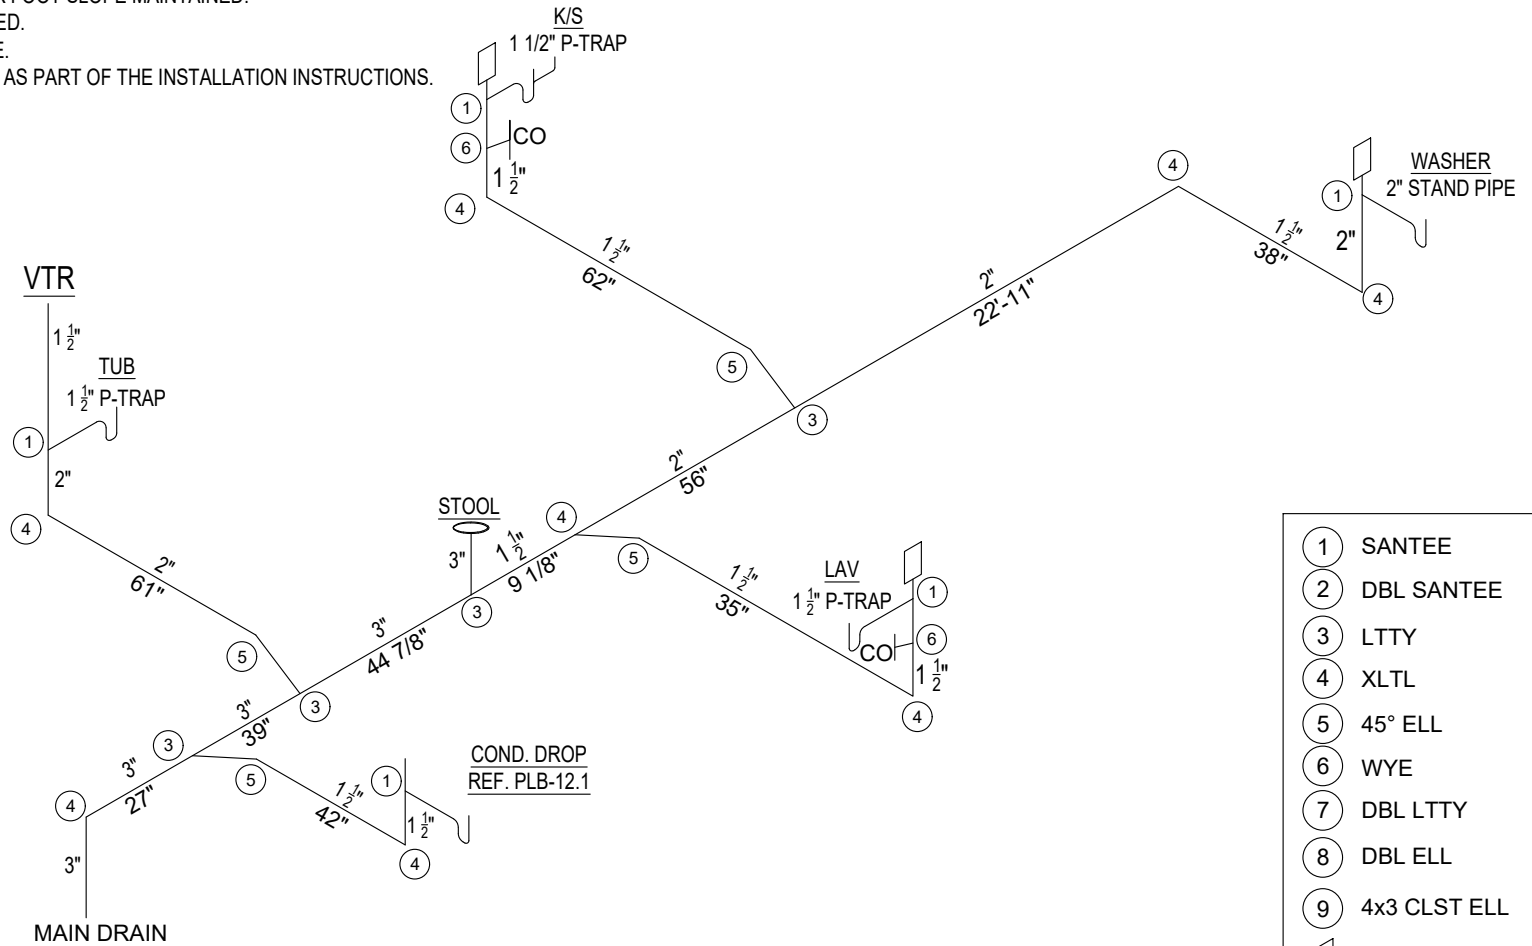 SLOPE MAINTAINED.
AS PART OF THE INSTALLATION INSTRUCTIONS.
K/S
1 1/2" P-TRAP
1
6
CO
1 1/2"
4
1 1/2"
62"
5
3
4
2"
22'-11"
1 1/2"
38"
WASHER
2" STAND PIPE
1
2"
4
VTR
1 1/2"
TUB
1 1/2" P-TRAP
1
2"
4
2"
61"
5
3
STOOL
3"
3
1 1/2"
9 1/8"
4
2"
56"
5
1 1/2"
35"
LAV
1 1/2" P-TRAP
1
6
CO
1 1/2"
4
3"
44 7/8"
3"
39"
3
3"
27"
4
3"
MAIN DRAIN
5
1 1/2"
42"
COND. DROP
REF. PLB-12.1
1
1 1/2"
4
1 SANTEE
2 DBL SANTEE
3 LTTY
4 XLTL
5 45° ELL
6 WYE
7 DBL LTTY
8 DBL ELL
9 4x3 CLST ELL